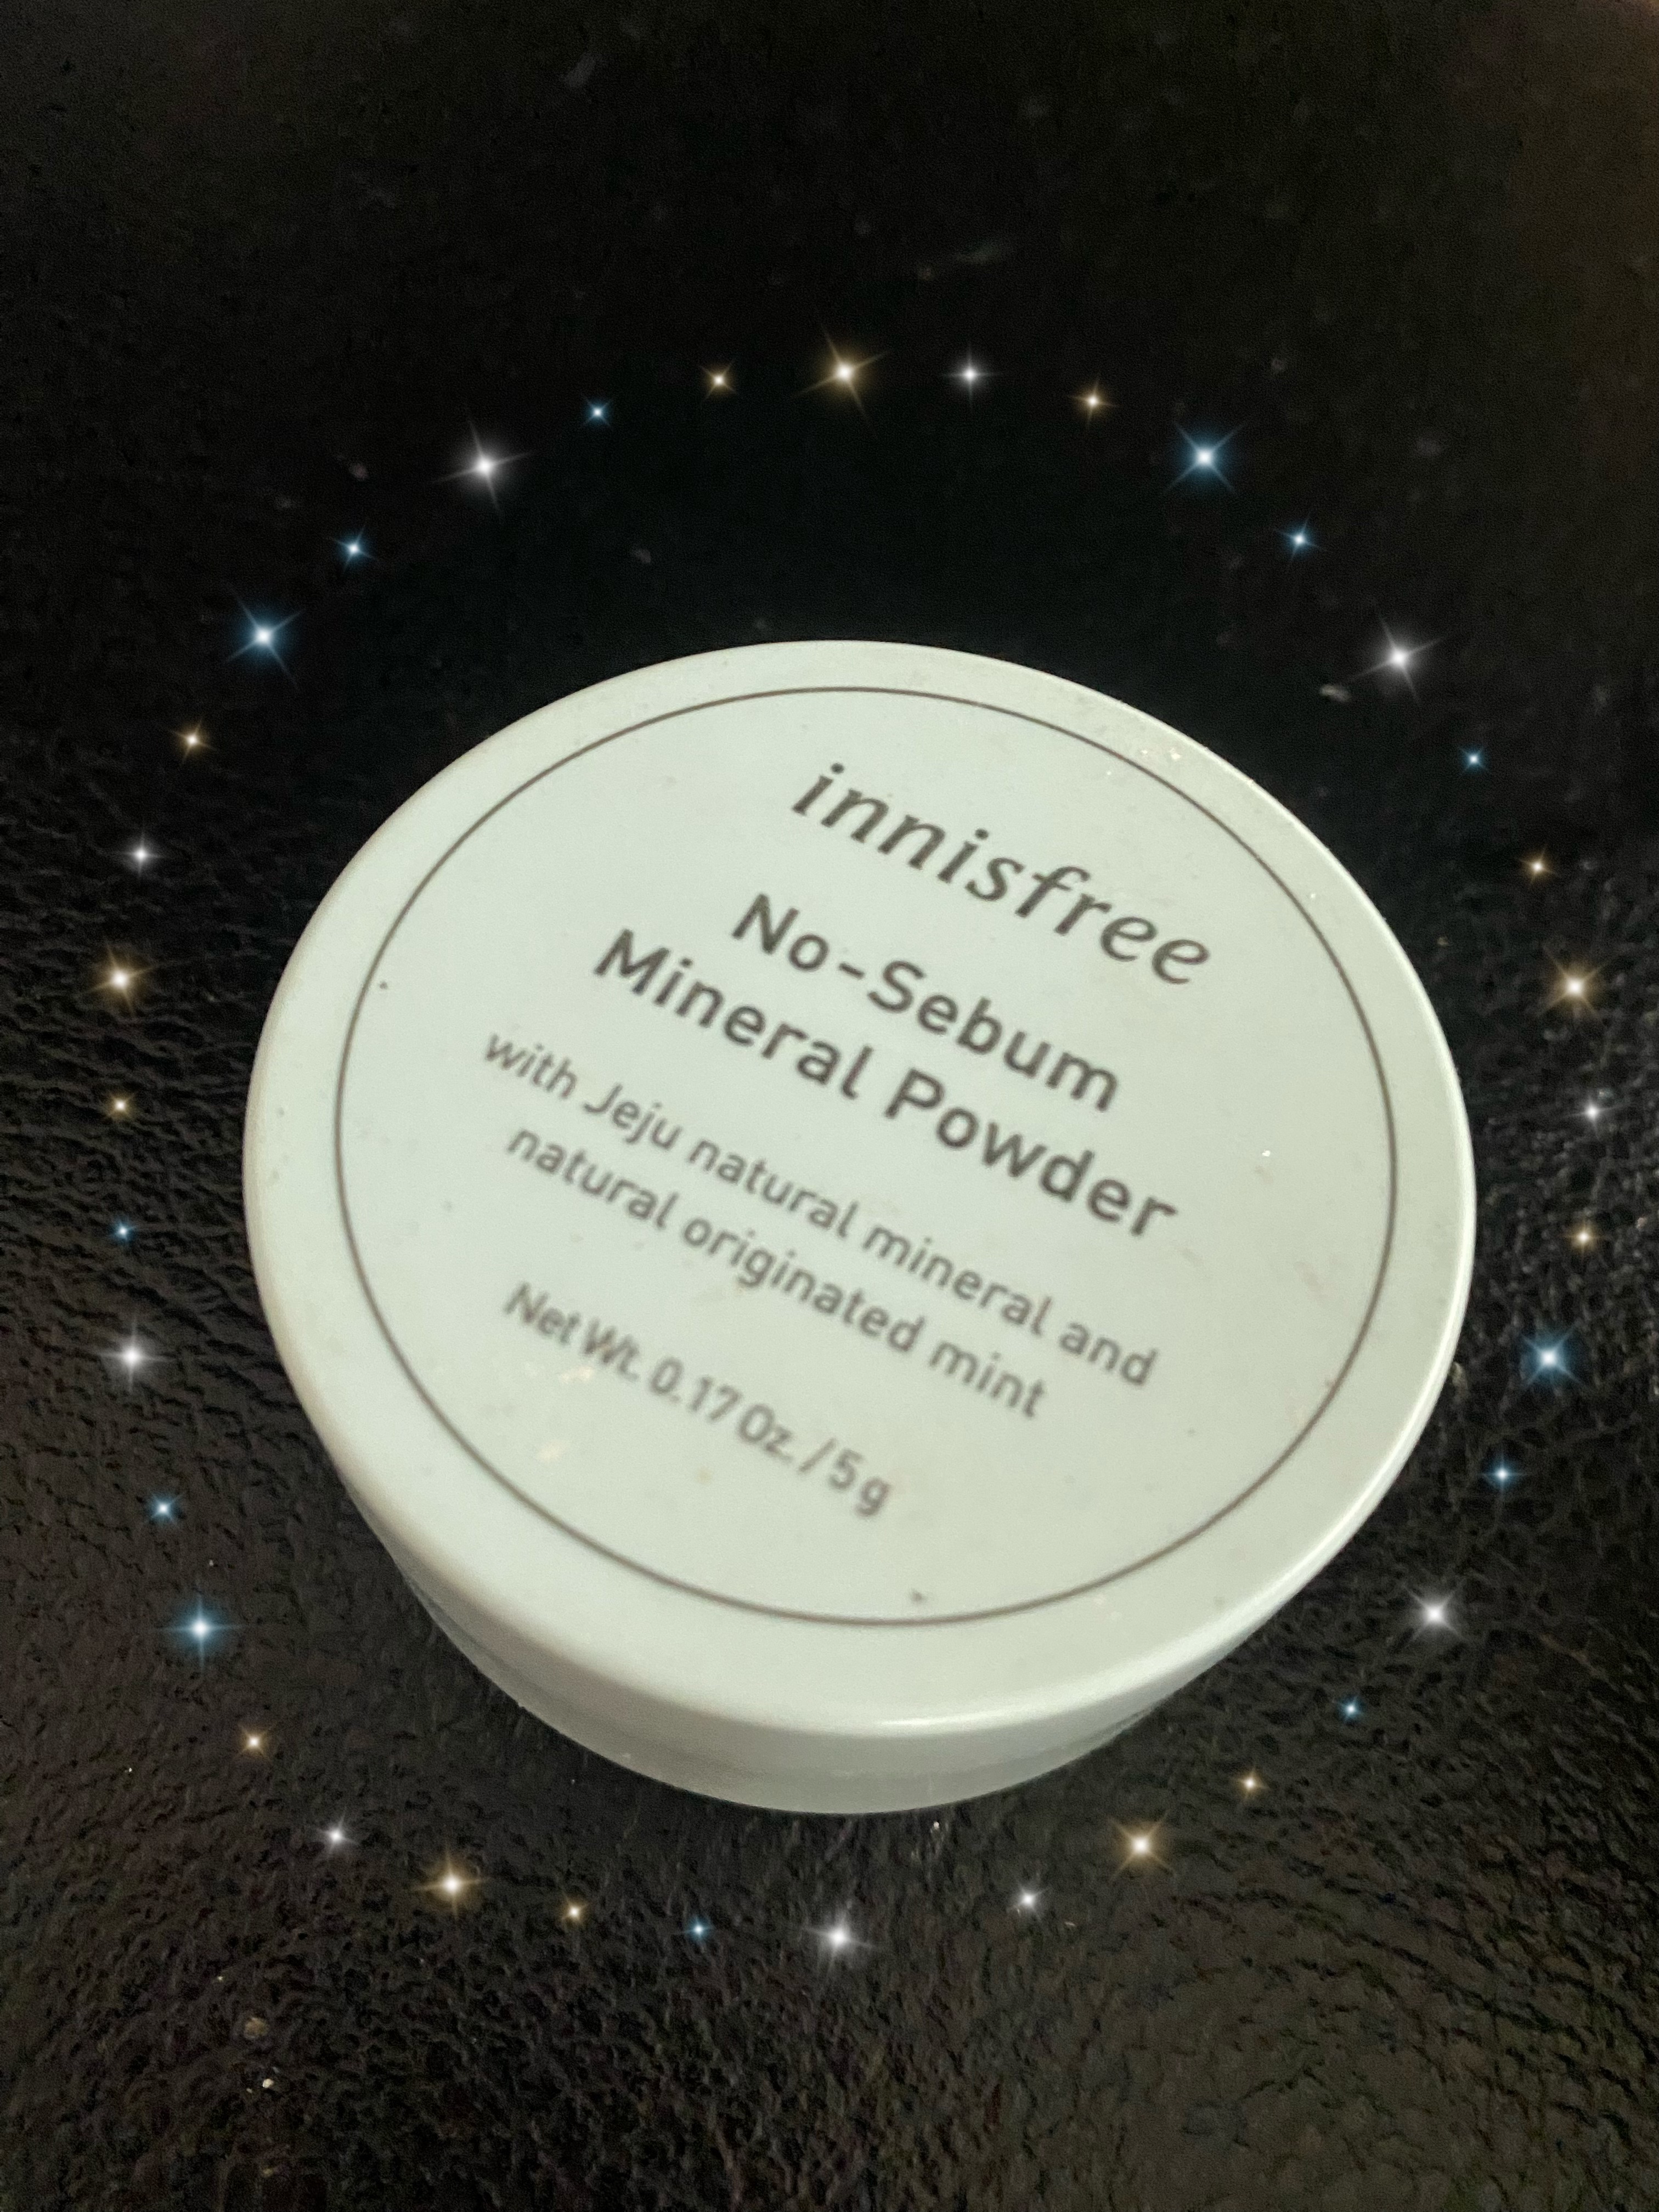 innisfree
No-Sebum
Mineral Powder
with Jeju natural mineral and
natural originated mint
Net Wt. 0.17 Oz. / 5 g